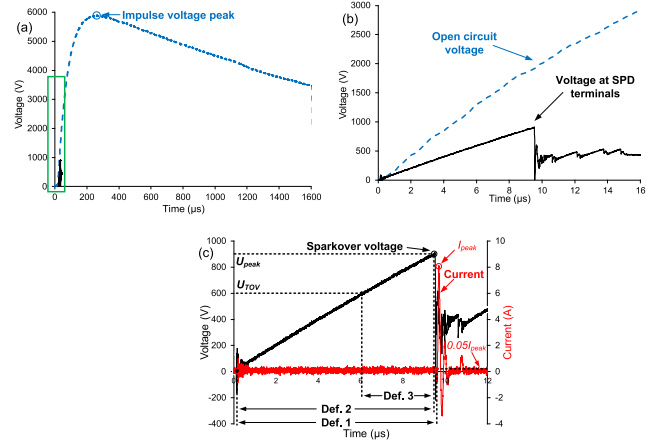 (a)
Impulse voltage peak
6000
5000
4000
3000
2000
1000
0
Voltage (V)
0 200 400 600 800 1000 1200 1400 1600
Time (µs)
(b)
3000
2500
2000
1500
1000
500
0
Voltage (V)
Open circuit
voltage
Voltage at SPD
terminals
0 2 4 6 8 10 12 14 16
Time (µs)
(c)
1000
800
600
400
200
0
-200
-400
Voltage (V)
Upeak
UTOV
Sparkover voltage
Ipeak
Current
0.05Ipeak
Def. 3
Def. 2
Def. 1
10
8
6
4
2
0
-2
-4
Current (A)
0 2 4 6 8 10 12
Time (µs)